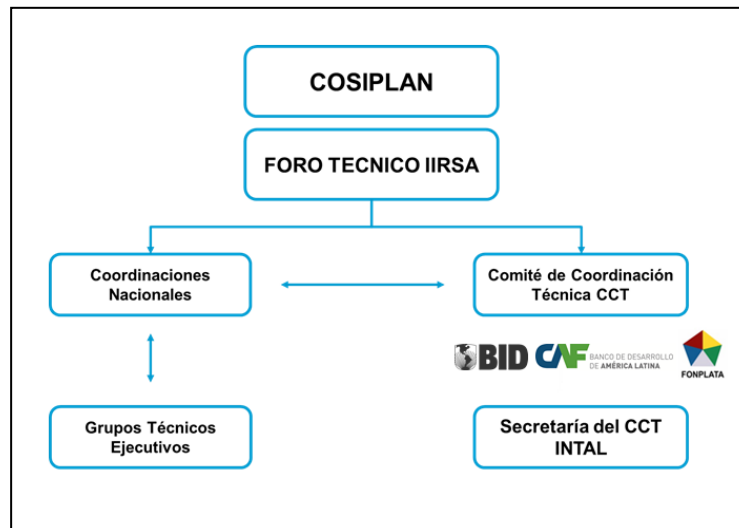 COSIPLAN
FORO TECNICO IIRSA
Coordinaciones
Nacionales
Comité de Coordinación
Técnica CCT
BID
CAF
BANCO DE DESARROLLO
DE AMÉRICA LATINA
FONPLATA
Grupos Técnicos
Ejecutivos
Secretaría del CCT
INTAL